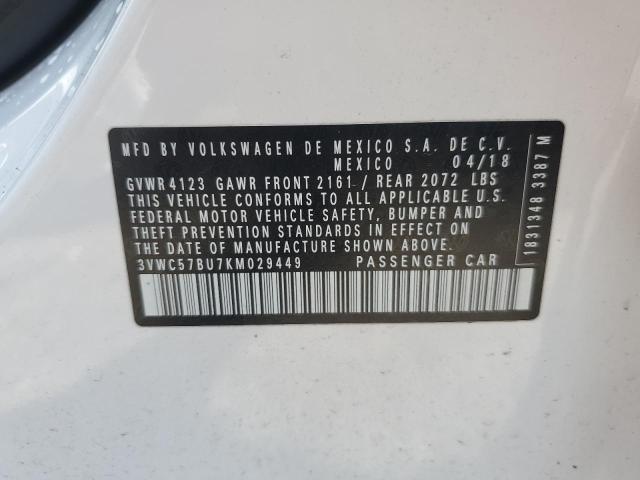 MFD BY VOLKSWAGEN DE MEXICO S.A. DE C.V.
MEXICO 04/18
GVWR 4123 GAWR FRONT 2161 / REAR 2072 LBS
THIS VEHICLE CONFORMS TO ALL APPLICABLE U.S.
FEDERAL MOTOR VEHICLE SAFETY, BUMPER AND
THEFT PREVENTION STANDARDS IN EFFECT ON
THE DATE OF MANUFACTURE SHOWN ABOVE.
3VWC57BU7KM029449 PASSENGER CAR
1831348 3387 M